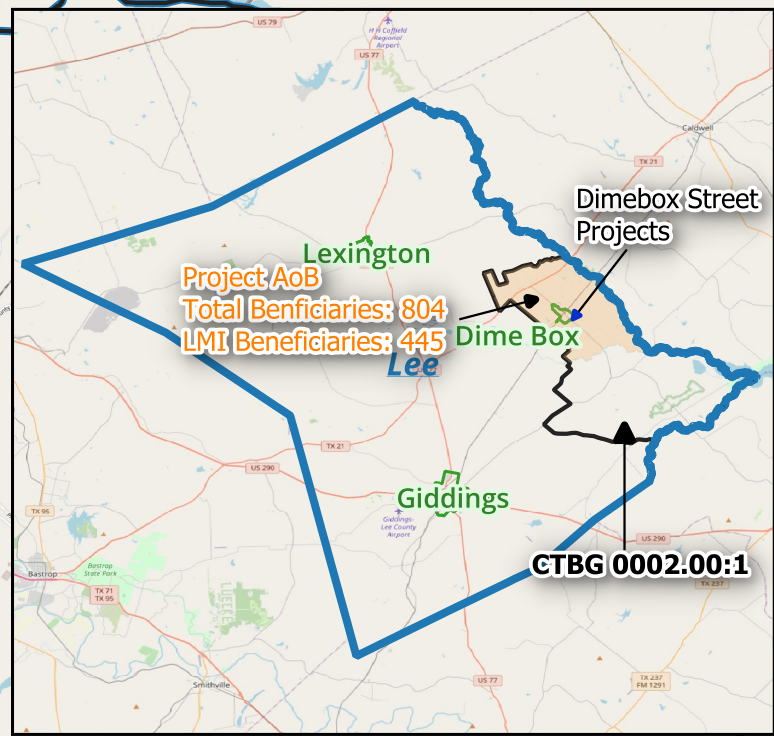 US 79
H H Coffield
Regional
Airport
US 77
Caldwell
TX 21
Dimebox Street
Projects
Lexington
Project AoB
Total Benficiaries: 804
LMI Beneficiaries: 445
Dime Box
Lee
TX 21
US 290
Giddings
Giddings-
Lee County
Airport
TX 95
US 290
CTBG 0002.00:1
Bastrop
Bastrop
State Park
TX 71
TX 95
TX 237
LUEECKE
Smithville
US 77
TX 237
FM 1291